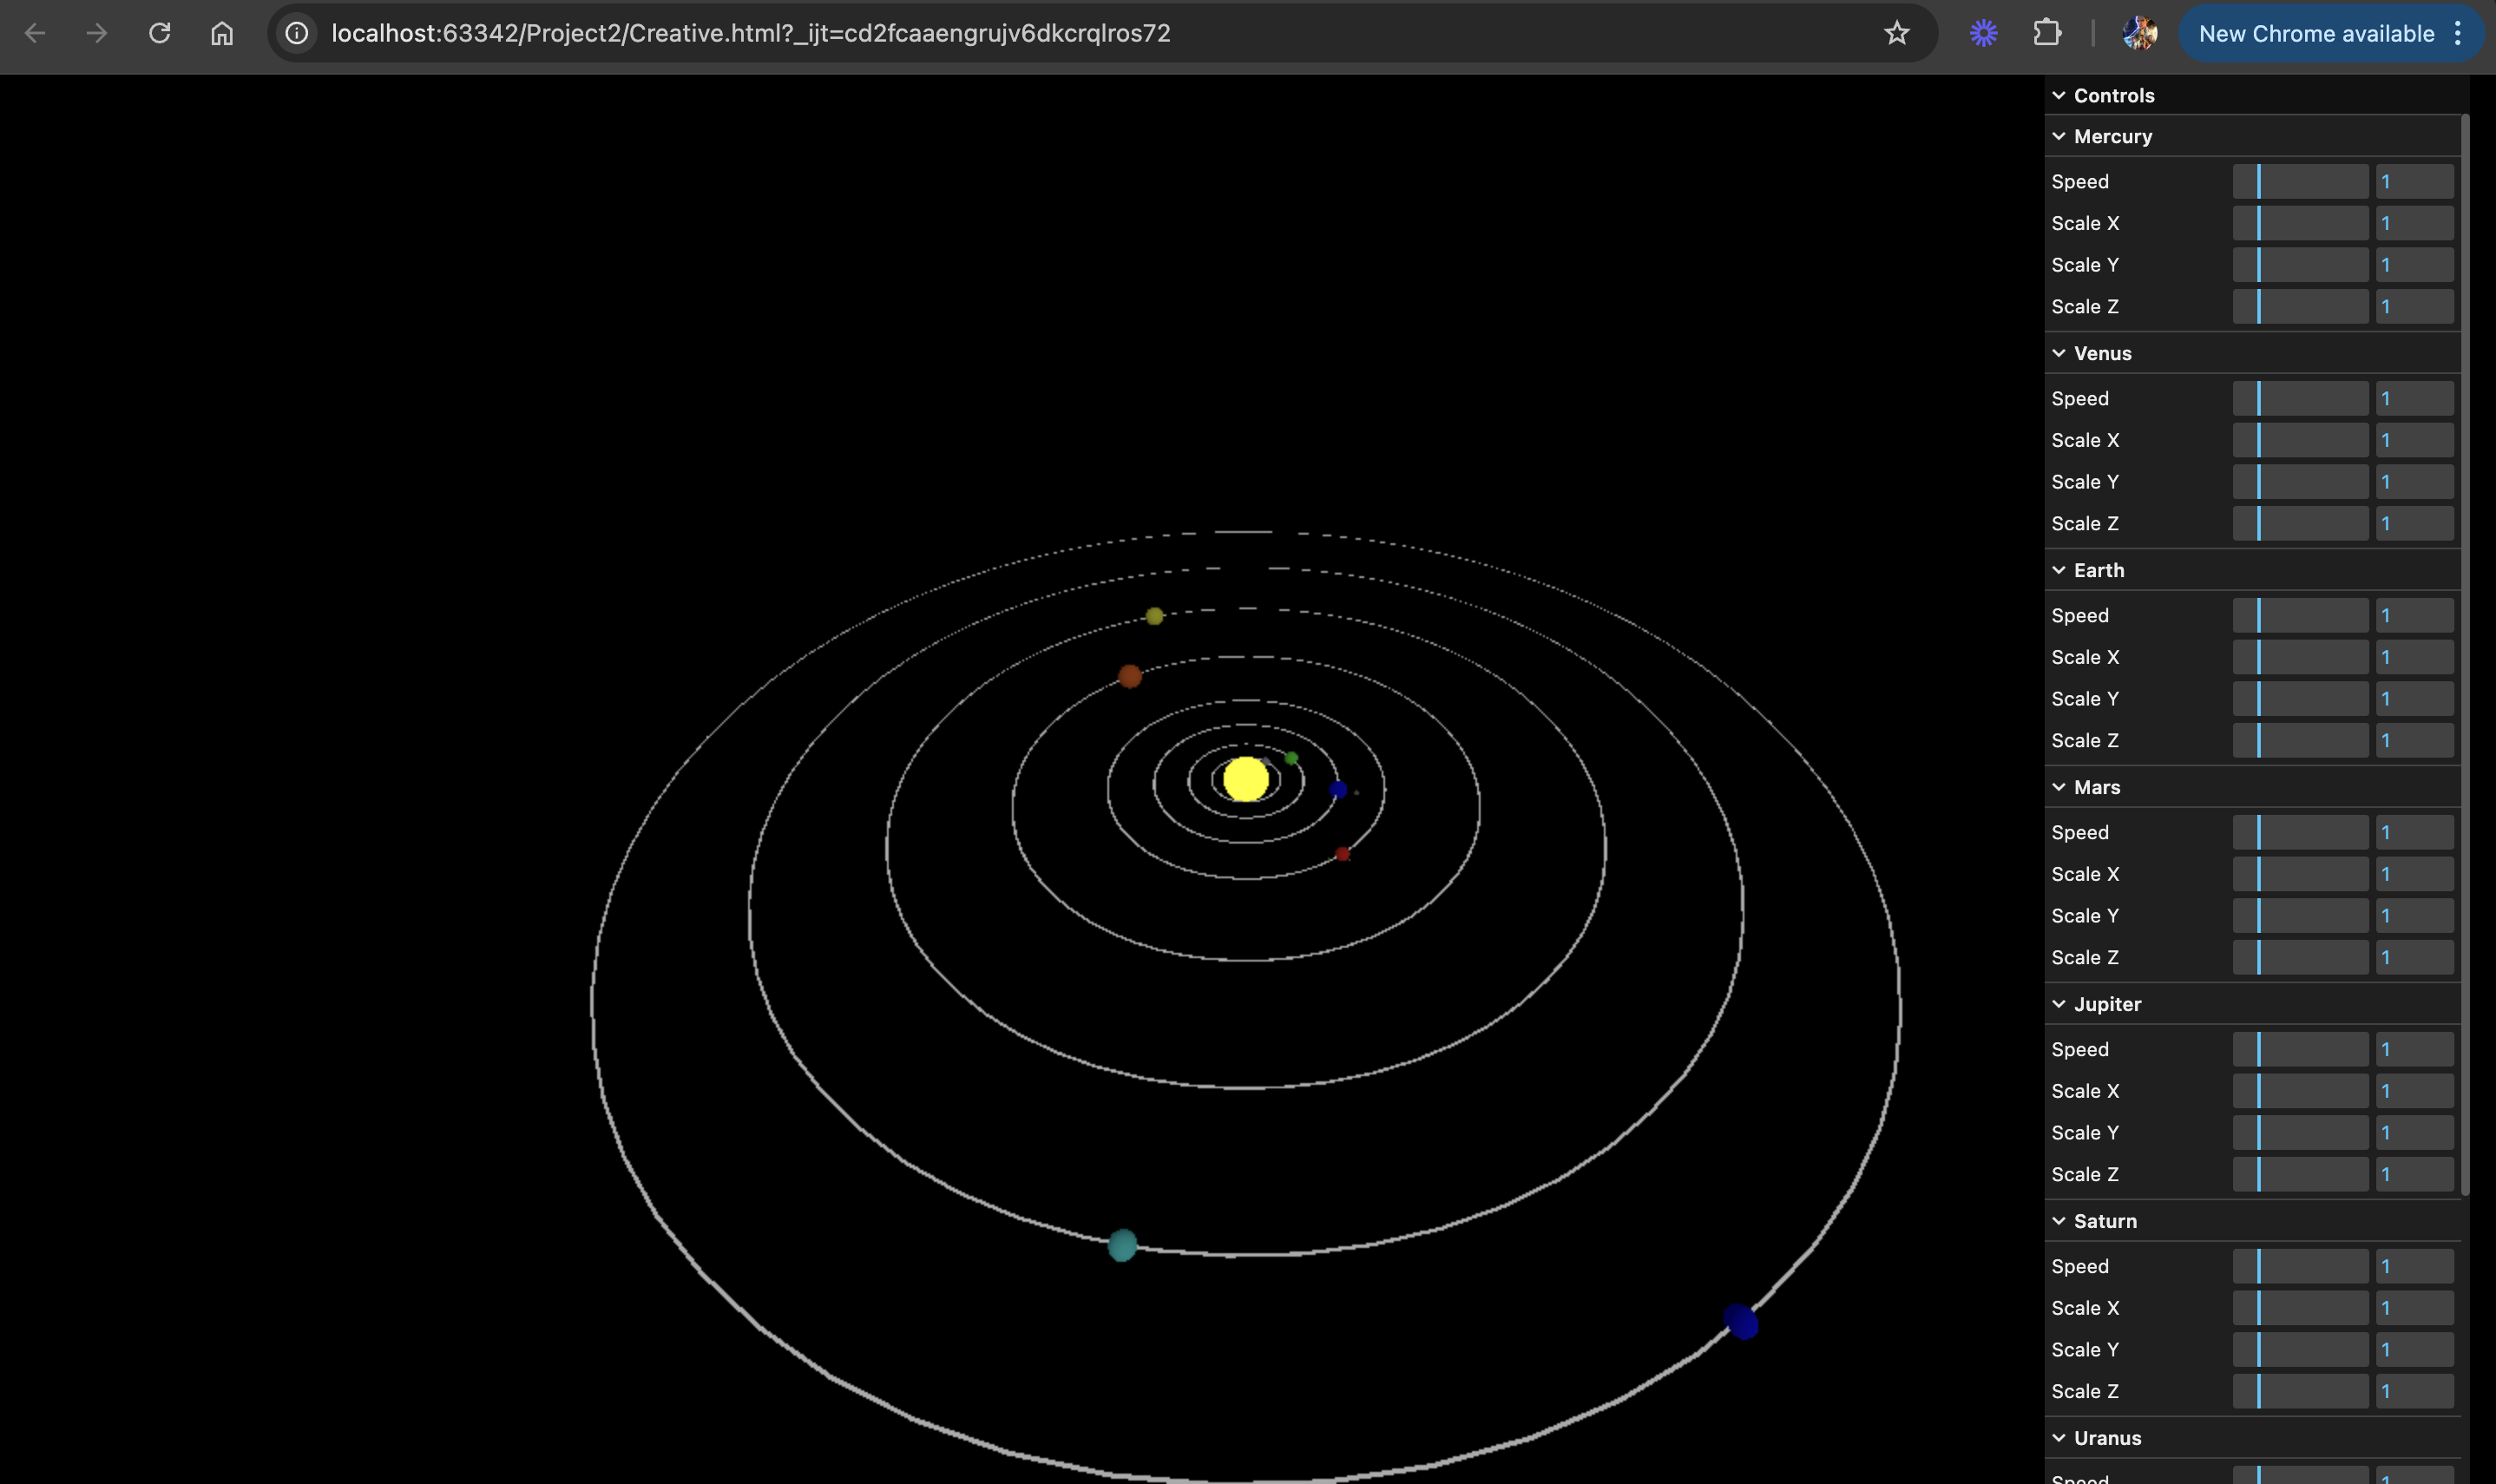 localhost:63342/Project2/Creative.html?_ijt=cd2fcaaengrujv6dkcrqlros72
New Chrome available
Controls
Mercury
Speed 1
Scale X 1
Scale Y 1
Scale Z 1
Venus
Speed 1
Scale X 1
Scale Y 1
Scale Z 1
Earth
Speed 1
Scale X 1
Scale Y 1
Scale Z 1
Mars
Speed 1
Scale X 1
Scale Y 1
Scale Z 1
Jupiter
Speed 1
Scale X 1
Scale Y 1
Scale Z 1
Saturn
Speed 1
Scale X 1
Scale Y 1
Scale Z 1
Uranus
Speed 1